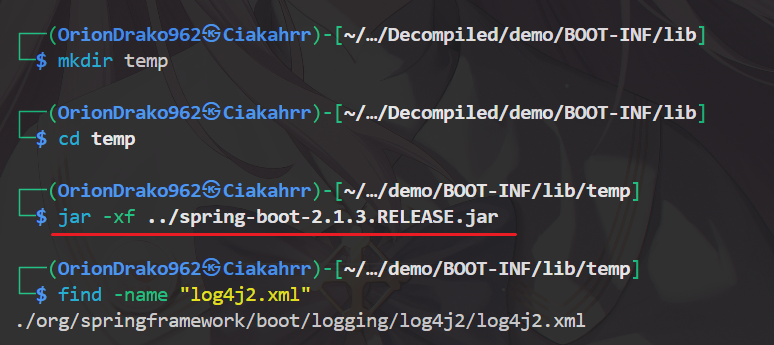 ┌──(OrionDrako962㉿Ciakahrr)-[~/…/Decompiled/demo/BOOT-INF/lib]
└─$ mkdir temp
┌──(OrionDrako962㉿Ciakahrr)-[~/…/Decompiled/demo/BOOT-INF/lib]
└─$ cd temp
┌──(OrionDrako962㉿Ciakahrr)-[~/…/demo/BOOT-INF/lib/temp]
└─$ jar -xf ../spring-boot-2.1.3.RELEASE.jar
┌──(OrionDrako962㉿Ciakahrr)-[~/…/demo/BOOT-INF/lib/temp]
└─$ find -name "log4j2.xml"
./org/springframework/boot/logging/log4j2/log4j2.xml